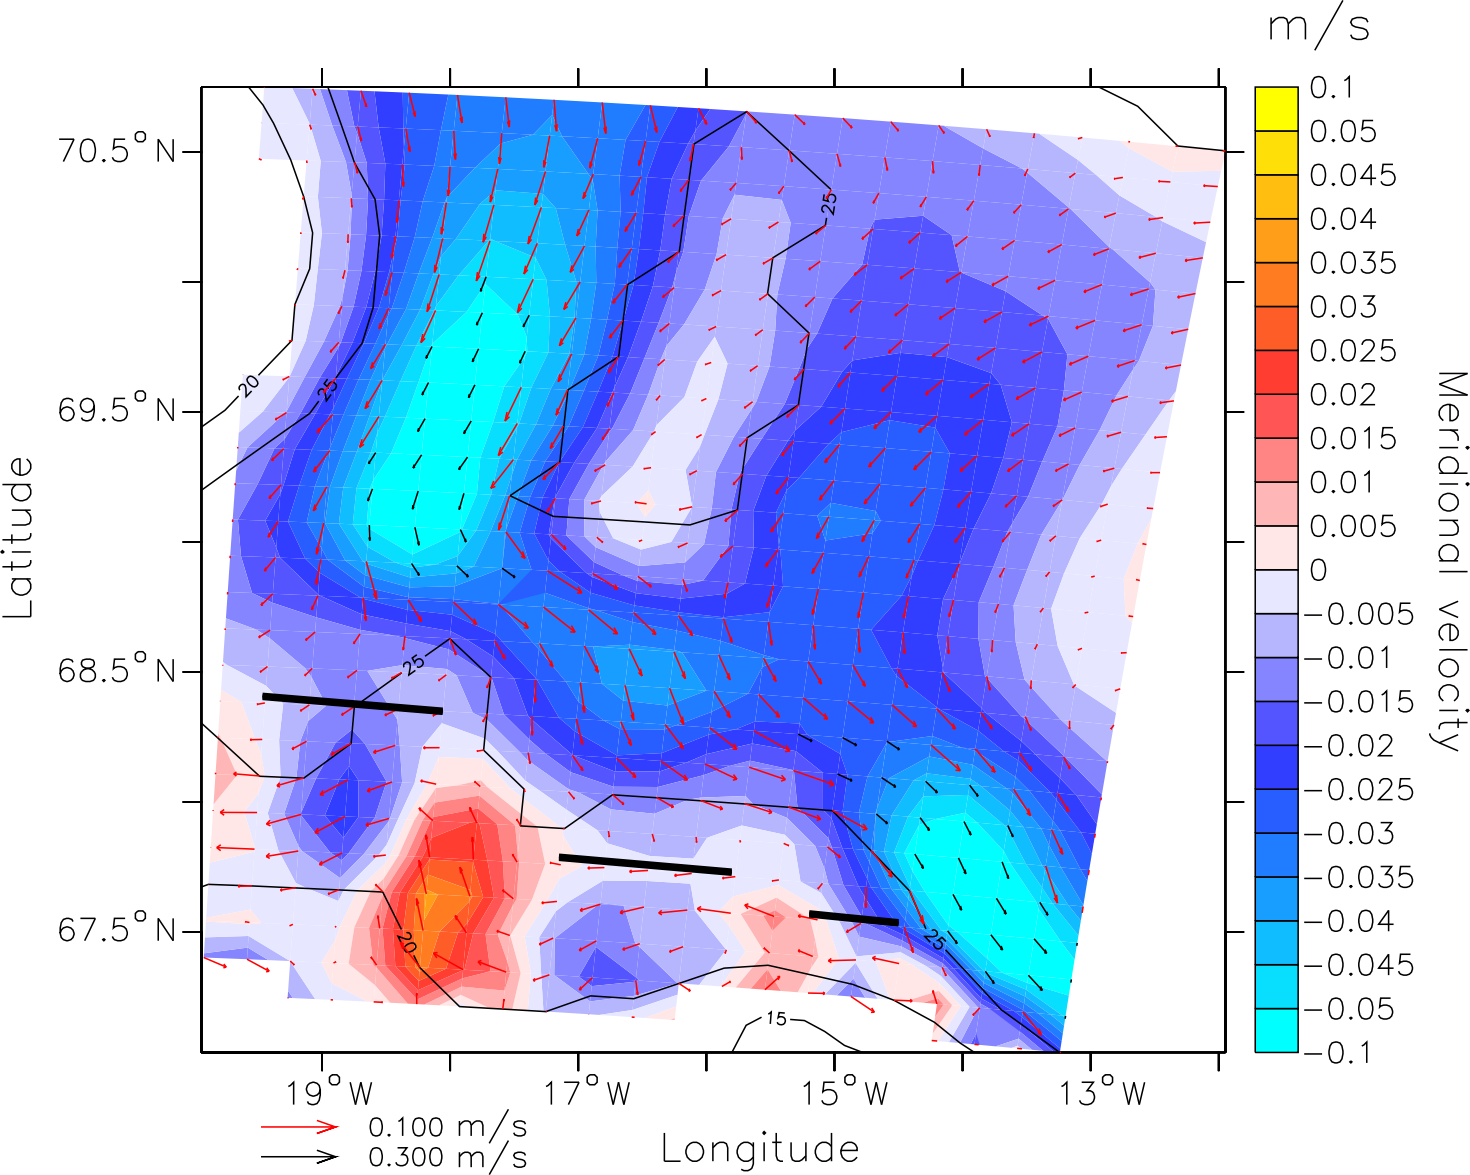 m/s
70.5°N
69.5°N
68.5°N
67.5°N
Latitude
19°W
17°W
15°W
13°W
Longitude
0.100 m/s
0.300 m/s
25
20
25
25
20
25
15
0.1
0.05
0.045
0.04
0.035
0.03
0.025
0.02
0.015
0.01
0.005
0
−0.005
−0.01
−0.015
−0.02
−0.025
−0.03
−0.035
−0.04
−0.045
−0.05
−0.1
Meridional velocity